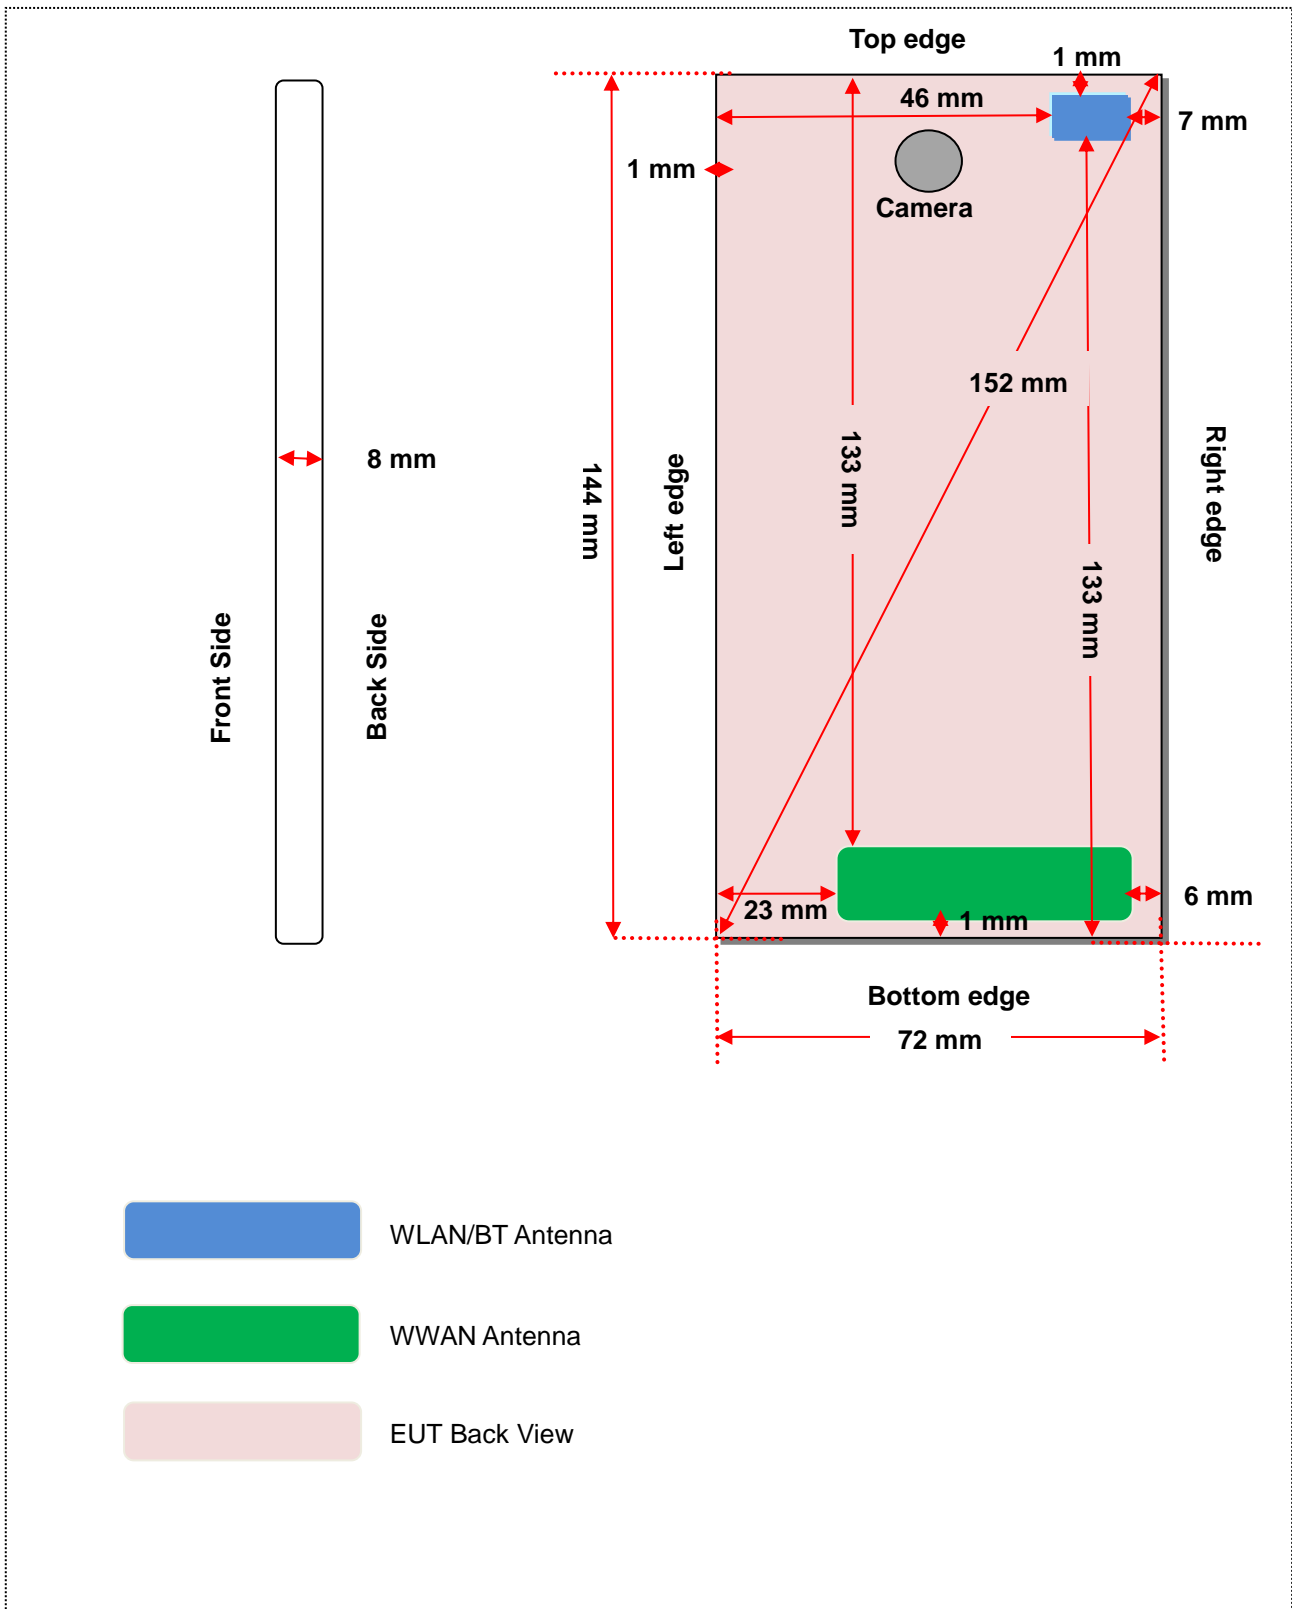 Top edge
1 mm
46 mm
7 mm
1 mm
Camera
152 mm
8 mm
133 mm
144 mm
Left edge
Right edge
133 mm
Front Side
Back Side
23 mm
1 mm
6 mm
Bottom edge
72 mm
WLAN/BT Antenna
WWAN Antenna
EUT Back View